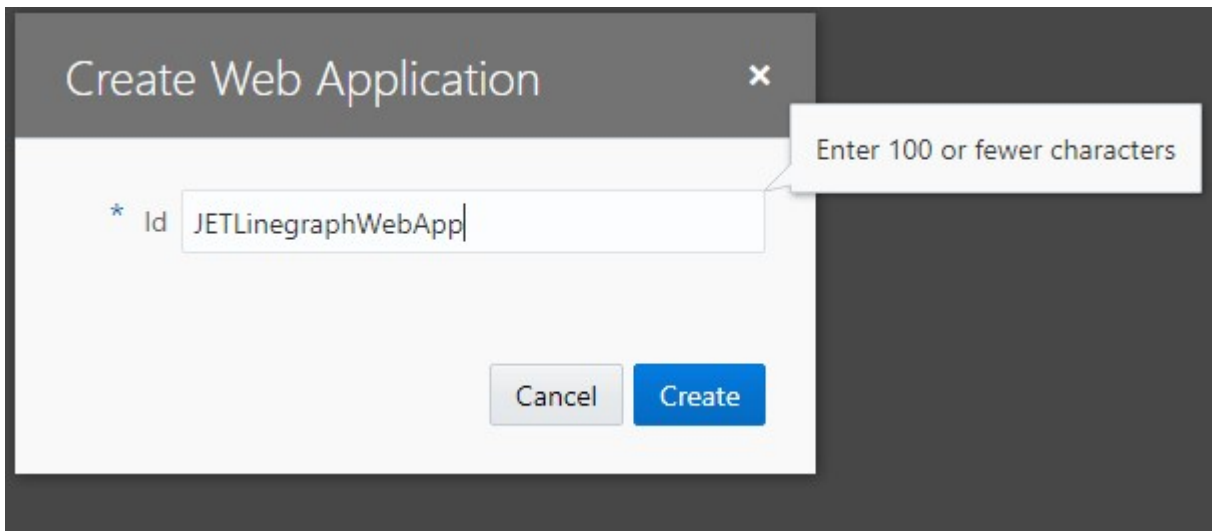 Create Web Application ×
Enter 100 or fewer characters
* Id JETLinegraphWebApp
Cancel Create